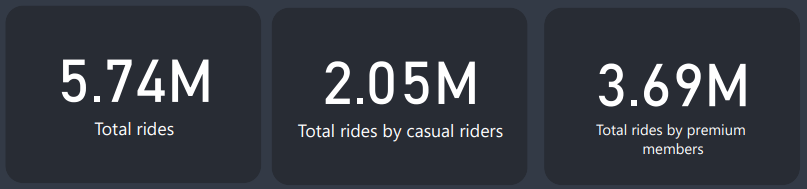 5.74M
Total rides
2.05M
Total rides by casual riders
3.69M
Total rides by premium
members